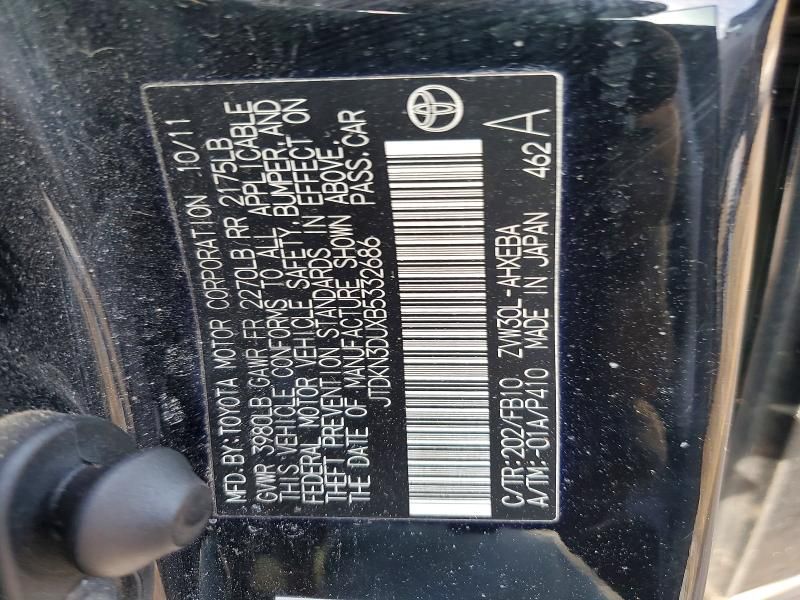 MFD. BY: TOYOTA MOTOR CORPORATION 10/11
GVWR 3980LB GAWR FR 2270LB RR 2175LB
THIS VEHICLE CONFORMS TO ALL APPLICABLE
FEDERAL MOTOR VEHICLE SAFETY, BUMPER, AND
THEFT PREVENTION STANDARDS IN EFFECT ON
THE DATE OF MANUFACTURE SHOWN ABOVE.
JTDKN3DUXB5332686 PASS. CAR
C/TR: 202/FB10 ZVW30L-AHXEBA
A/TM: -01A/P410 MADE IN JAPAN 462 A